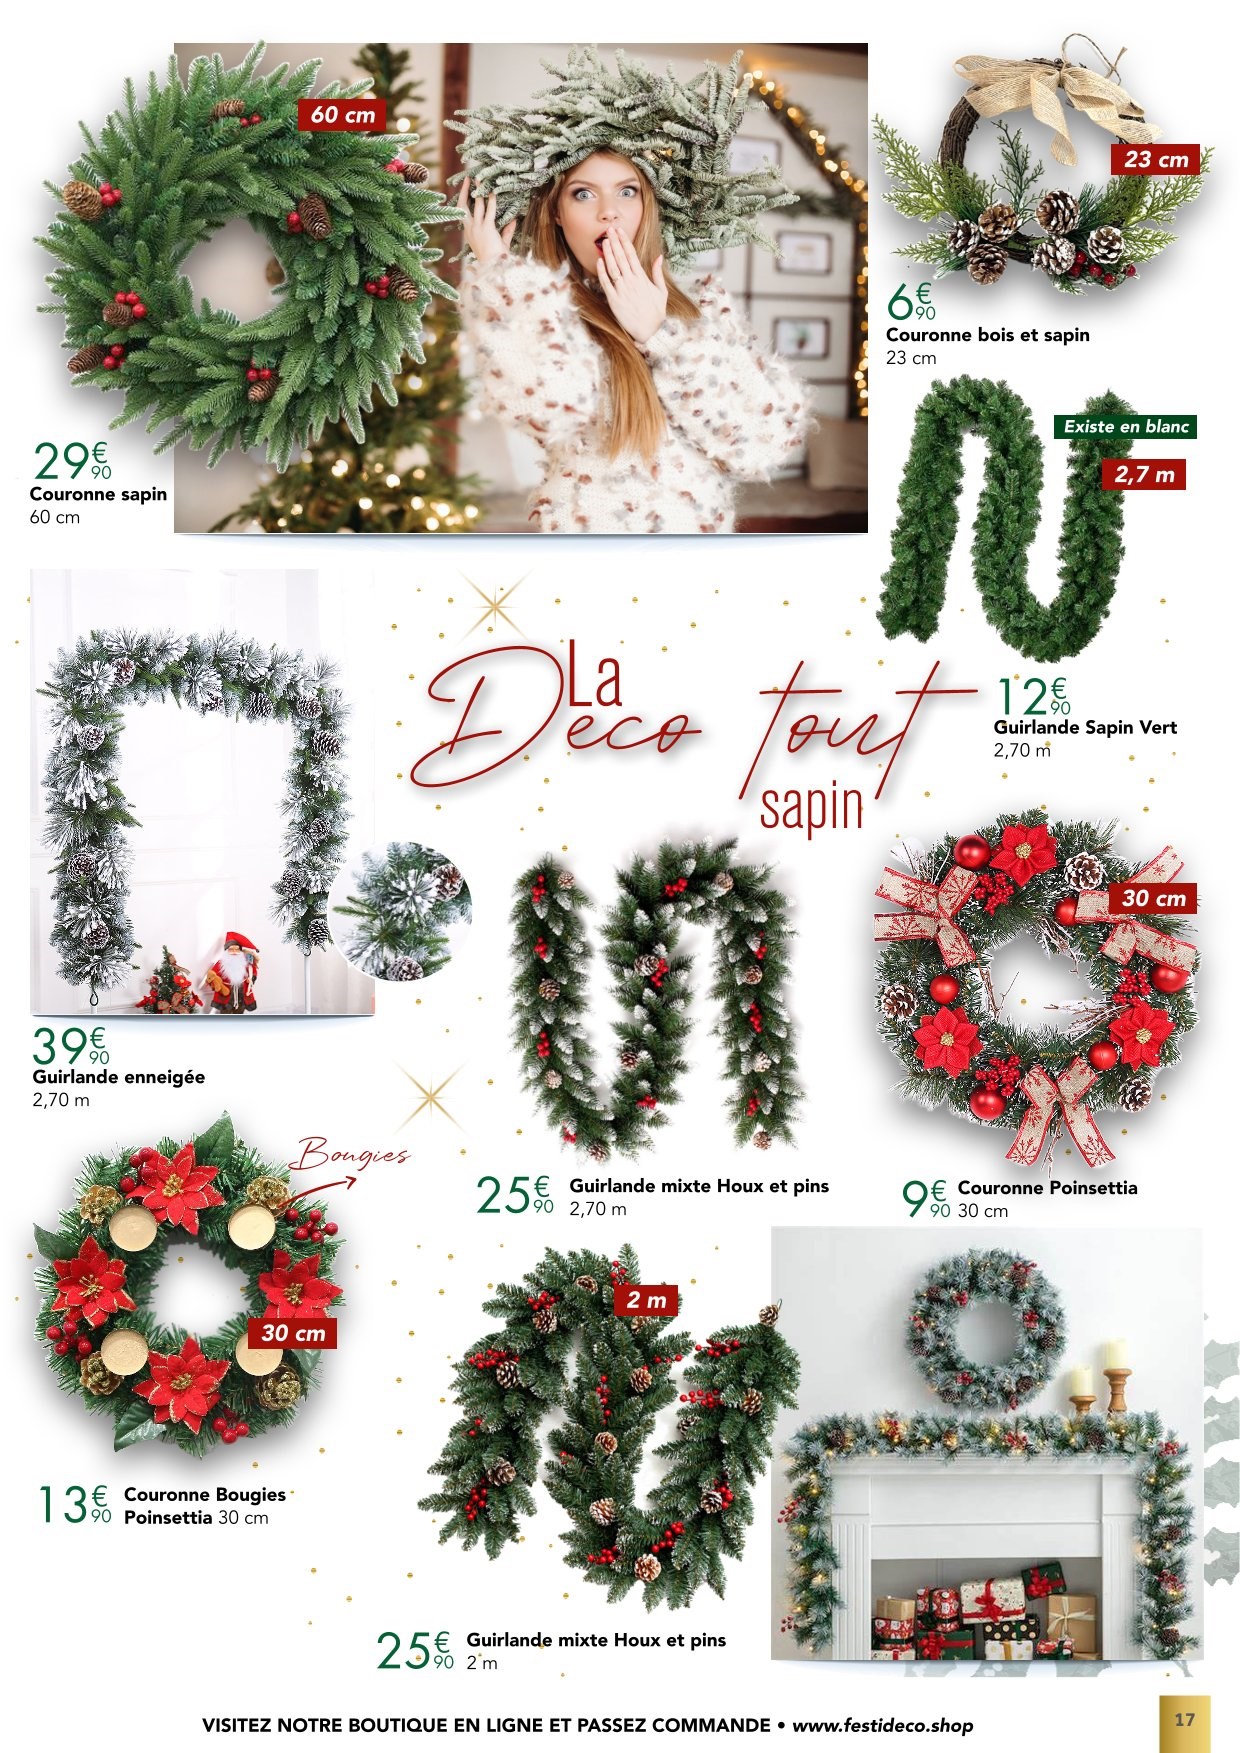 60 cm
29€90
Couronne sapin
60 cm
23 cm
6€90
Couronne bois et sapin
23 cm
Existe en blanc
2,7 m
12€90
Guirlande Sapin Vert
2,70 m
La
Deco tout
sapin
39€90
Guirlande enneigée
2,70 m
25€90
Guirlande mixte Houx et pins
2,70 m
30 cm
9€90
Couronne Poinsettia
30 cm
Bougies
30 cm
13€90
Couronne Bougies
Poinsettia 30 cm
2 m
25€90
Guirlande mixte Houx et pins
2 m
VISITEZ NOTRE BOUTIQUE EN LIGNE ET PASSEZ COMMANDE • www.festideco.shop
17